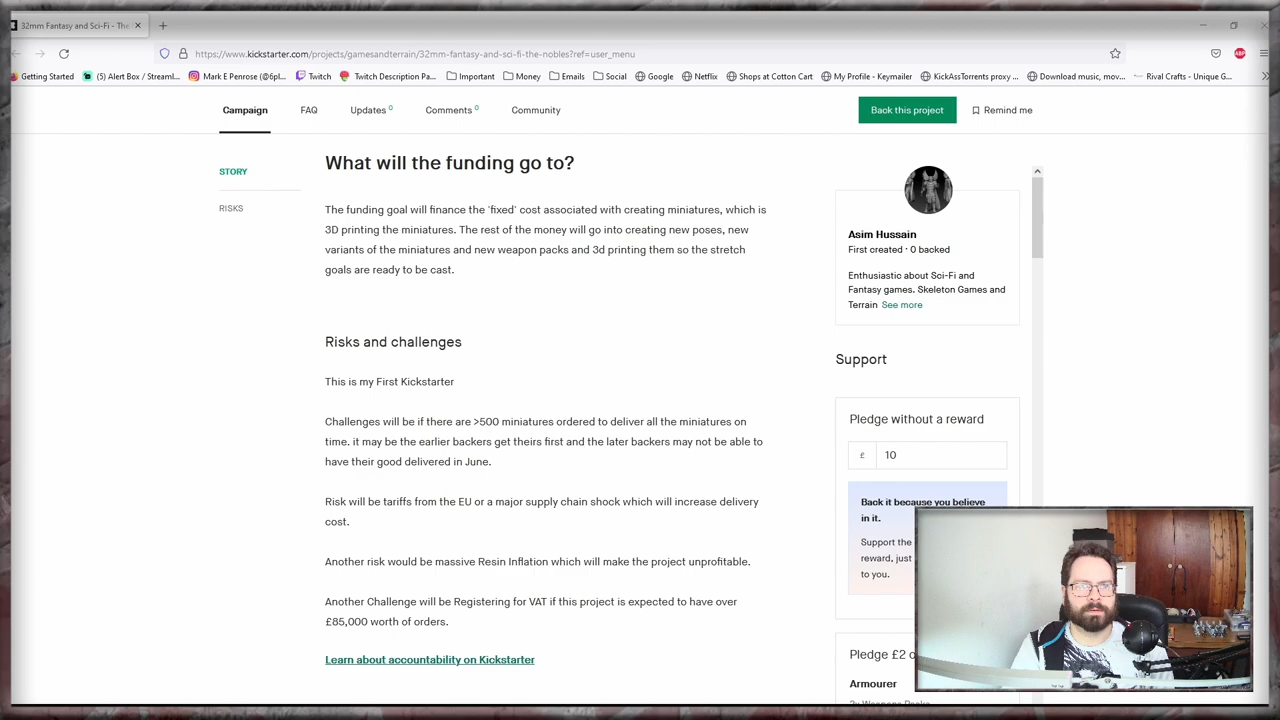 32mm Fantasy and Sci-Fi - The
https://www.kickstarter.com/projects/gamesandterrain/32mm-fantasy-and-sci-fi-the-nobles?ref=user_menu
Getting Started
(5) Alert Box / Streaml...
Mark E Penrose (@6pl...
Twitch
Twitch Description Pa...
Important
Money
Emails
Social
Google
Netflix
Shops at Cotton Cart
My Profile - Keymailer
KickAssTorrents proxy ...
Download music, mov...
Rival Crafts - Unique G...
Campaign
FAQ
Updates 0
Comments 0
Community
Back this project
Remind me
STORY
RISKS
What will the funding go to?
The funding goal will finance the 'fixed' cost associated with creating miniatures, which is
3D printing the miniatures. The rest of the money will go into creating new poses, new
variants of the miniatures and new weapon packs and 3d printing them so the stretch
goals are ready to be cast.
Risks and challenges
This is my First Kickstarter
Challenges will be if there are >500 miniatures ordered to deliver all the miniatures on
time. it may be the earlier backers get theirs first and the later backers may not be able to
have their good delivered in June.
Risk will be tariffs from the EU or a major supply chain shock which will increase delivery
cost.
Another risk would be massive Resin Inflation which will make the project unprofitable.
Another Challenge will be Registering for VAT if this project is expected to have over
£85,000 worth of orders.
Learn about accountability on Kickstarter
Asim Hussain
First created · 0 backed
Enthusiastic about Sci-Fi and
Fantasy games. Skeleton Games and
Terrain See more
Support
Pledge without a reward
£ 10
Back it because you believe
in it.
Support the
reward, just
to you.
Pledge £2 o
Armourer
2x Weapons Packs